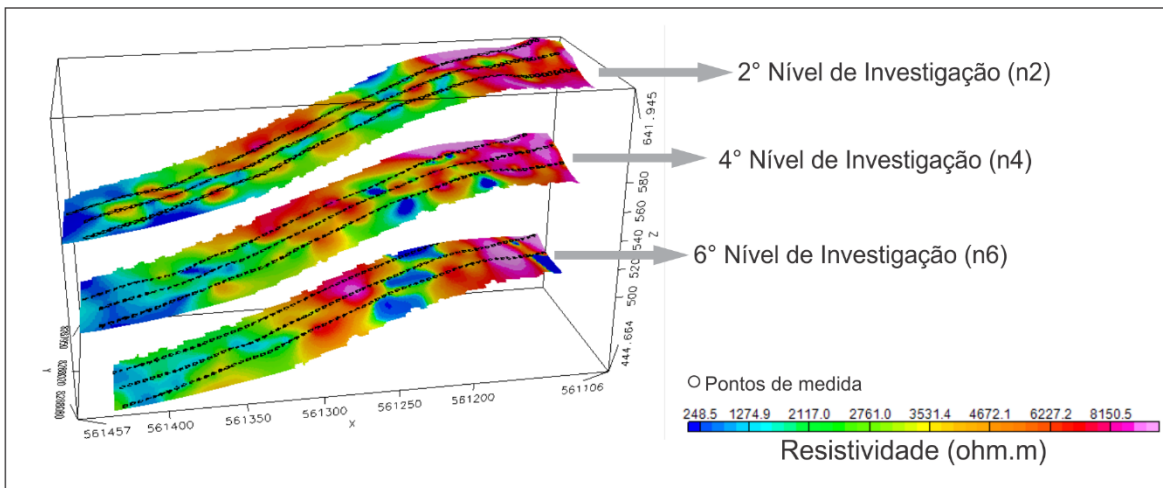 2° Nível de Investigação (n2)
4° Nível de Investigação (n4)
6° Nível de Investigação (n6)
641.945
580
560
540
Z
520
500
444.664
Y
561457
561400
561350
561300
561250
561200
561106
X
Pontos de medida
248.5 1274.9 2117.0 2761.0 3531.4 4672.1 6227.2 8150.5
Resistividade (ohm.m)